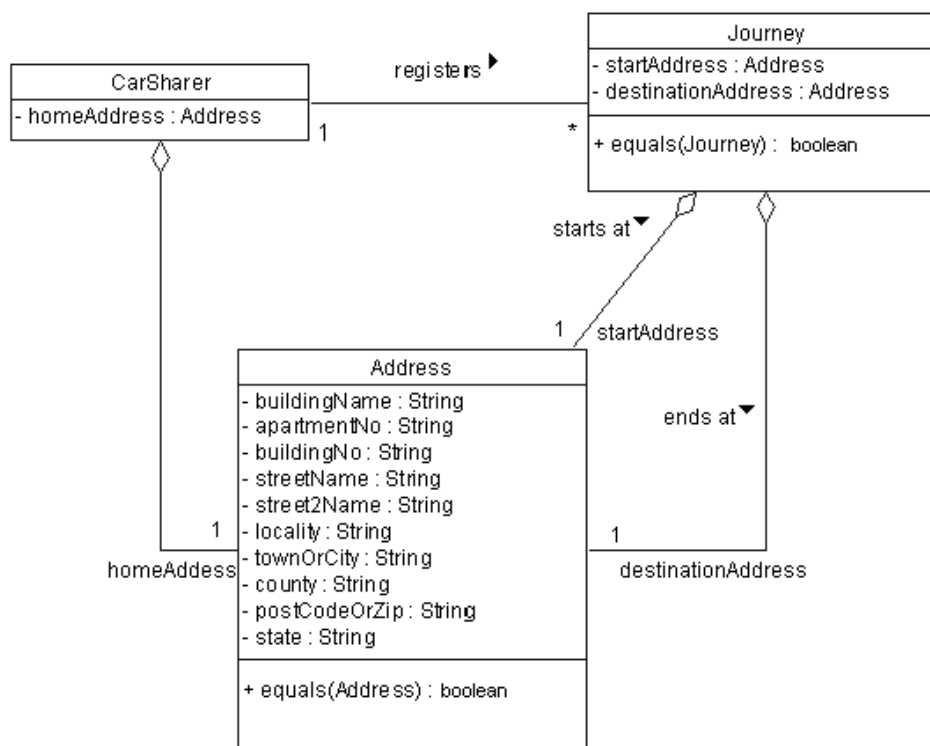 CarSharer
- homeAddress : Address
registers
1
*
Journey
- startAddress : Address
- destinationAddress : Address
+ equals(Journey) : boolean
starts at
1
startAddress
ends at
1
destinationAddress
1
homeAddess
Address
- buildingName : String
- apartmentNo : String
- buildingNo : String
- streetName : String
- street2Name : String
- locality : String
- townOrCity : String
- county : String
- postCodeOrZip : String
- state : String
+ equals(Address) : boolean